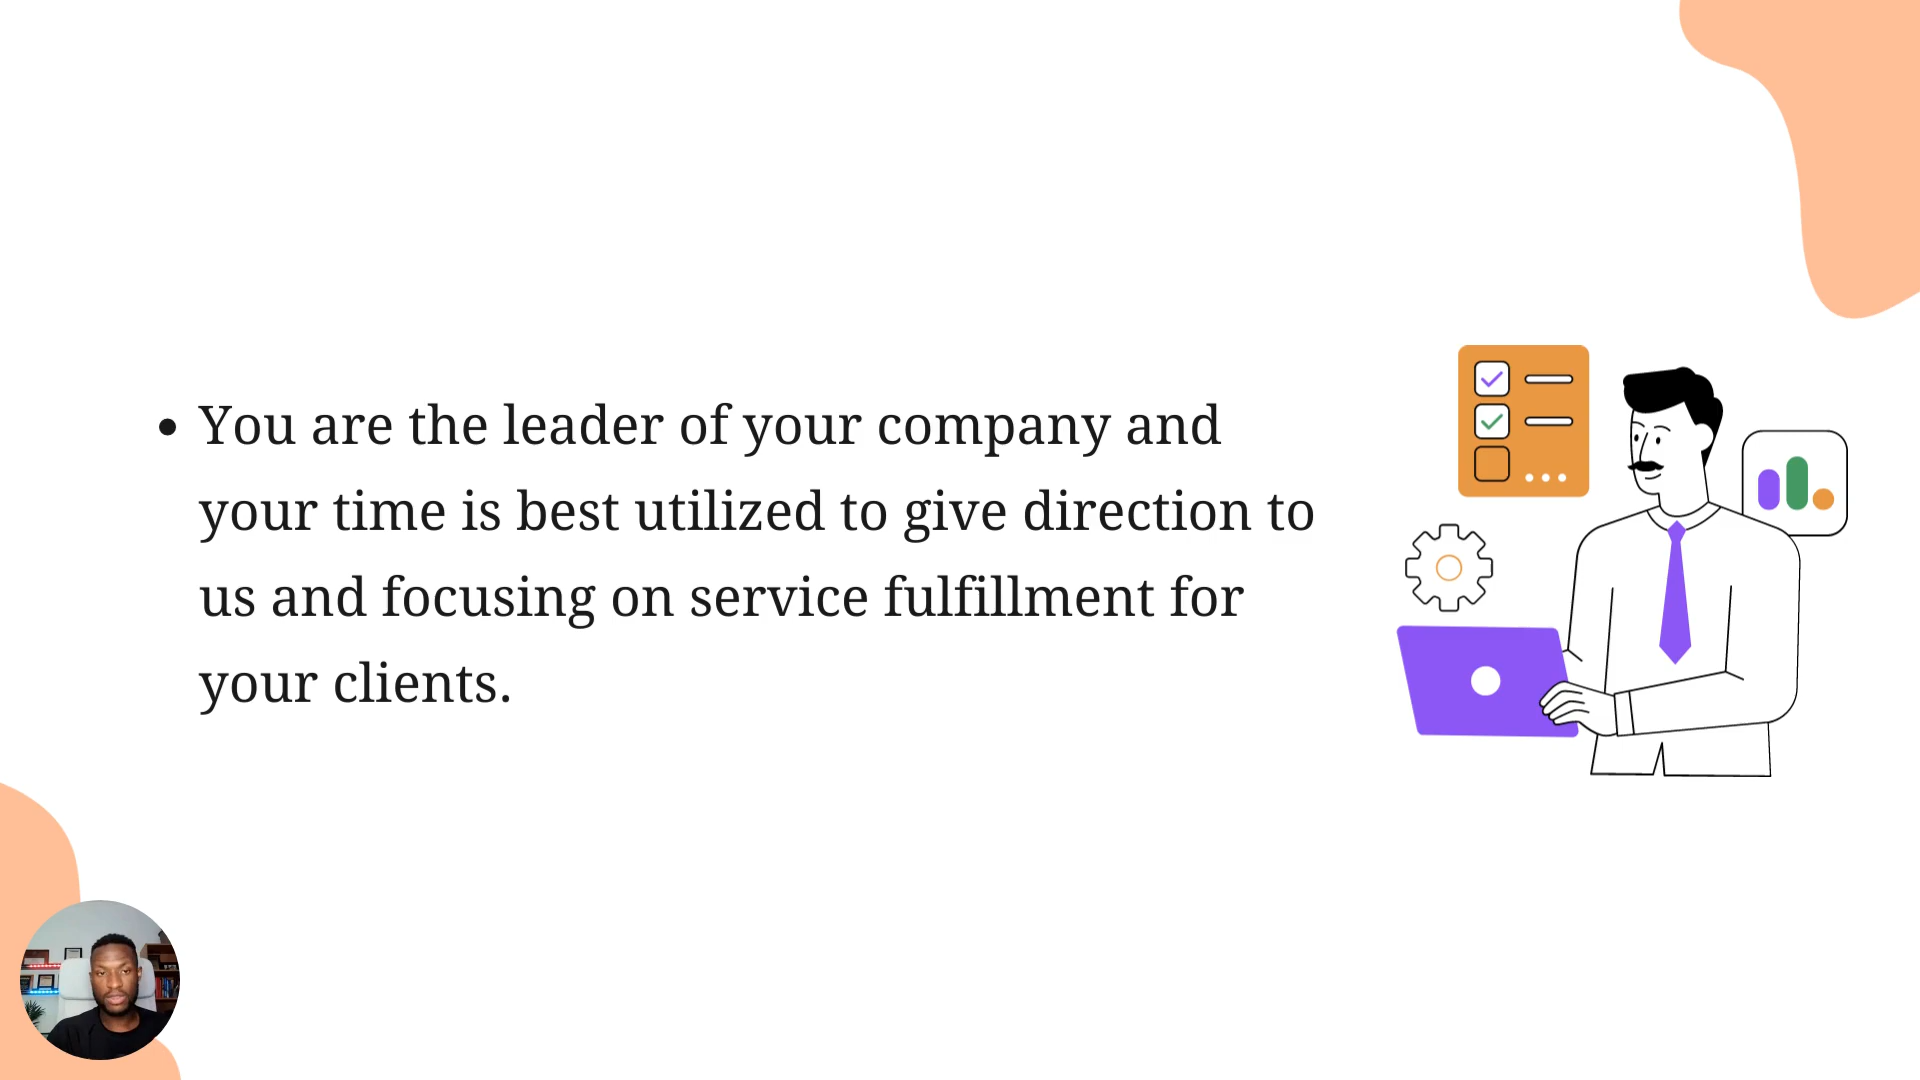 • You are the leader of your company and
your time is best utilized to give direction to
us and focusing on service fulfillment for
your clients.